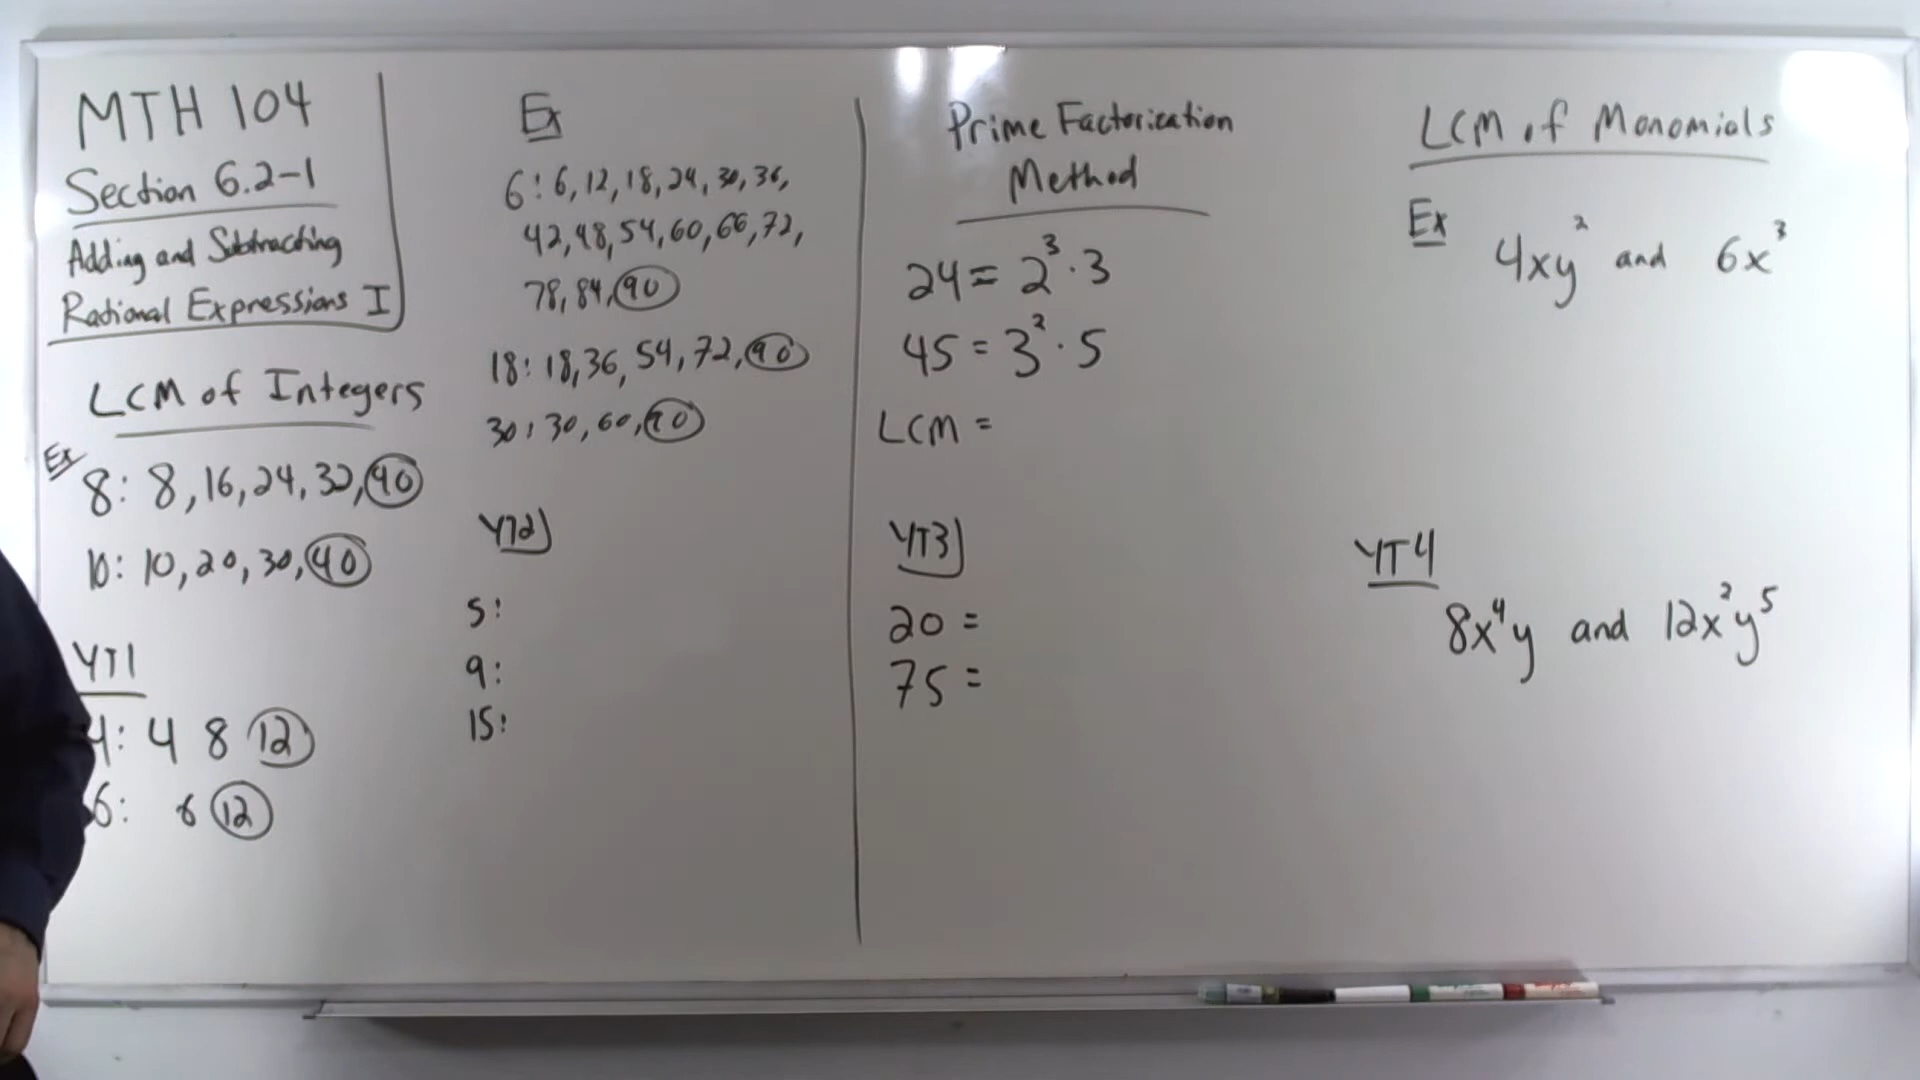 MTH 104
Section 6.2-1
Adding and Subtracting
Rational Expressions I
LCM of Integers
Ex
8: 8, 16, 24, 32, 40
10: 10, 20, 30, 40
YT1
4: 4 8 12
6: 6 12
Ex
6: 6, 12, 18, 24, 30, 36,
42, 48, 54, 60, 66, 72,
78, 84, 90
18: 18, 36, 54, 72, 90
30: 30, 60, 90
YT2
5:
9:
15:
Prime Factorization
Method
24 = 2³ · 3
45 = 3² · 5
LCM =
YT3
20 =
75 =
LCM of Monomials
Ex 4xy² and 6x³
YT4
8x⁴y and 12x²y⁵